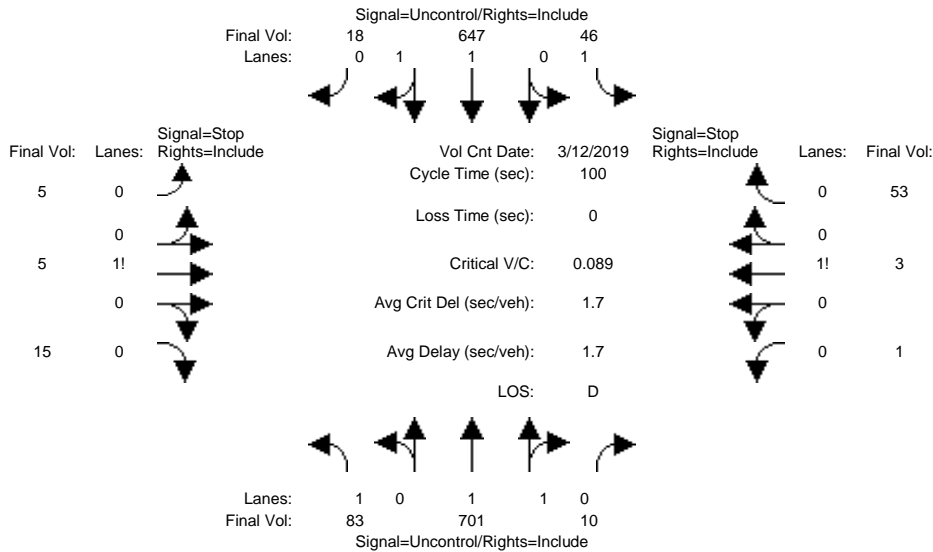 Signal=Uncontrol/Rights=Include
Final Vol: 18 647 46
Lanes: 0 1 1 0 1
Signal=Stop
Final Vol: Lanes: Rights=Include
Vol Cnt Date: 3/12/2019
Signal=Stop
Rights=Include Lanes: Final Vol:
Cycle Time (sec): 100
5 0
0 53
Loss Time (sec): 0
0
0
5 1!
Critical V/C: 0.089
1! 3
0
Avg Crit Del (sec/veh): 1.7
0
15 0
Avg Delay (sec/veh): 1.7
0 1
LOS: D
Lanes: 1 0 1 1 0
Final Vol: 83 701 10
Signal=Uncontrol/Rights=Include